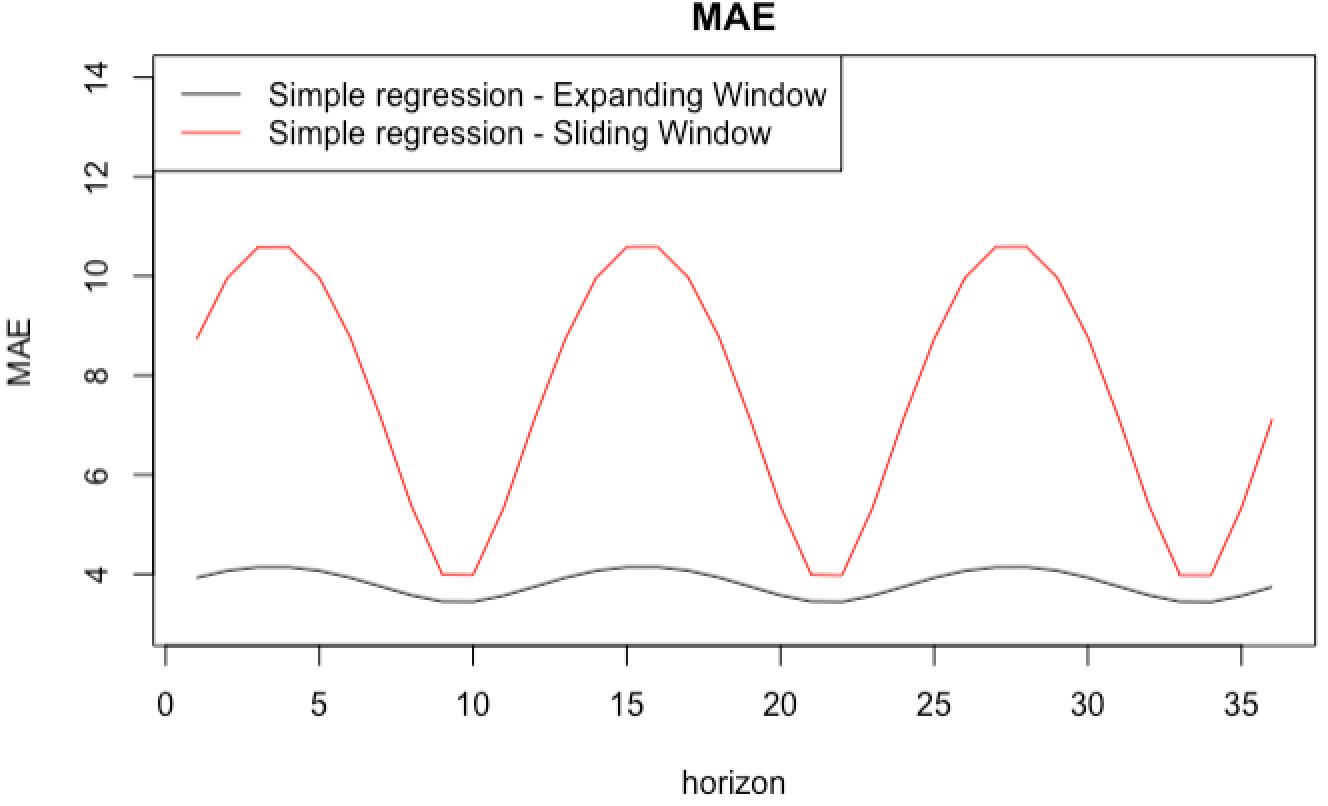 MAE
Simple regression - Expanding Window
Simple regression - Sliding Window
MAE
14
12
10
8
6
4
0 5 10 15 20 25 30 35
horizon